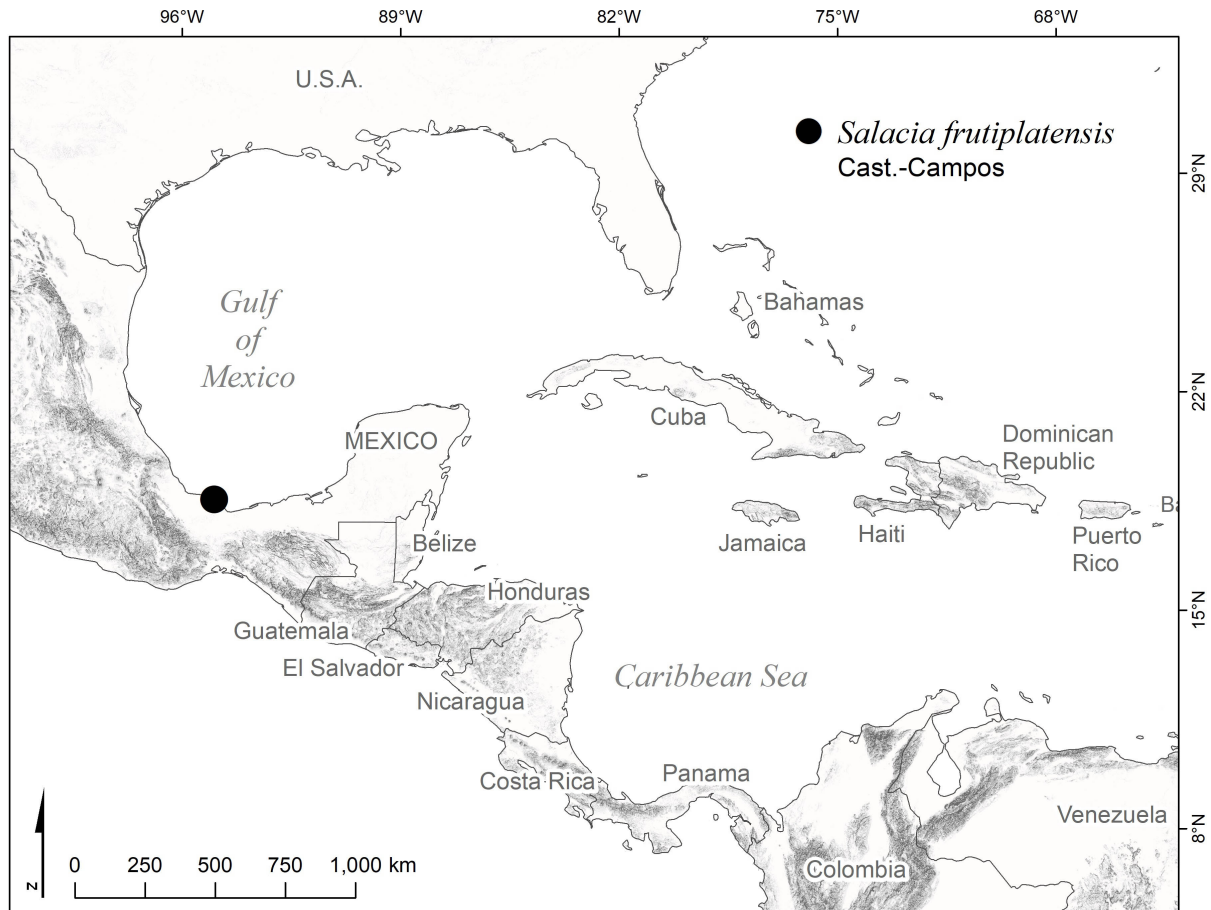 96°W
89°W
82°W
75°W
68°W
U.S.A.
Salacia frutiplatensis
Cast.-Campos
29°N
Gulf
of
Mexico
Bahamas
22°N
MEXICO
Cuba
Dominican
Republic
Belize
Jamaica
Haiti
Puerto
Rico
Ba
Honduras
15°N
Guatemala
El Salvador
Caribbean Sea
Nicaragua
Costa Rica
Panama
Venezuela
8°N
Colombia
N
0 250 500 750 1,000 km